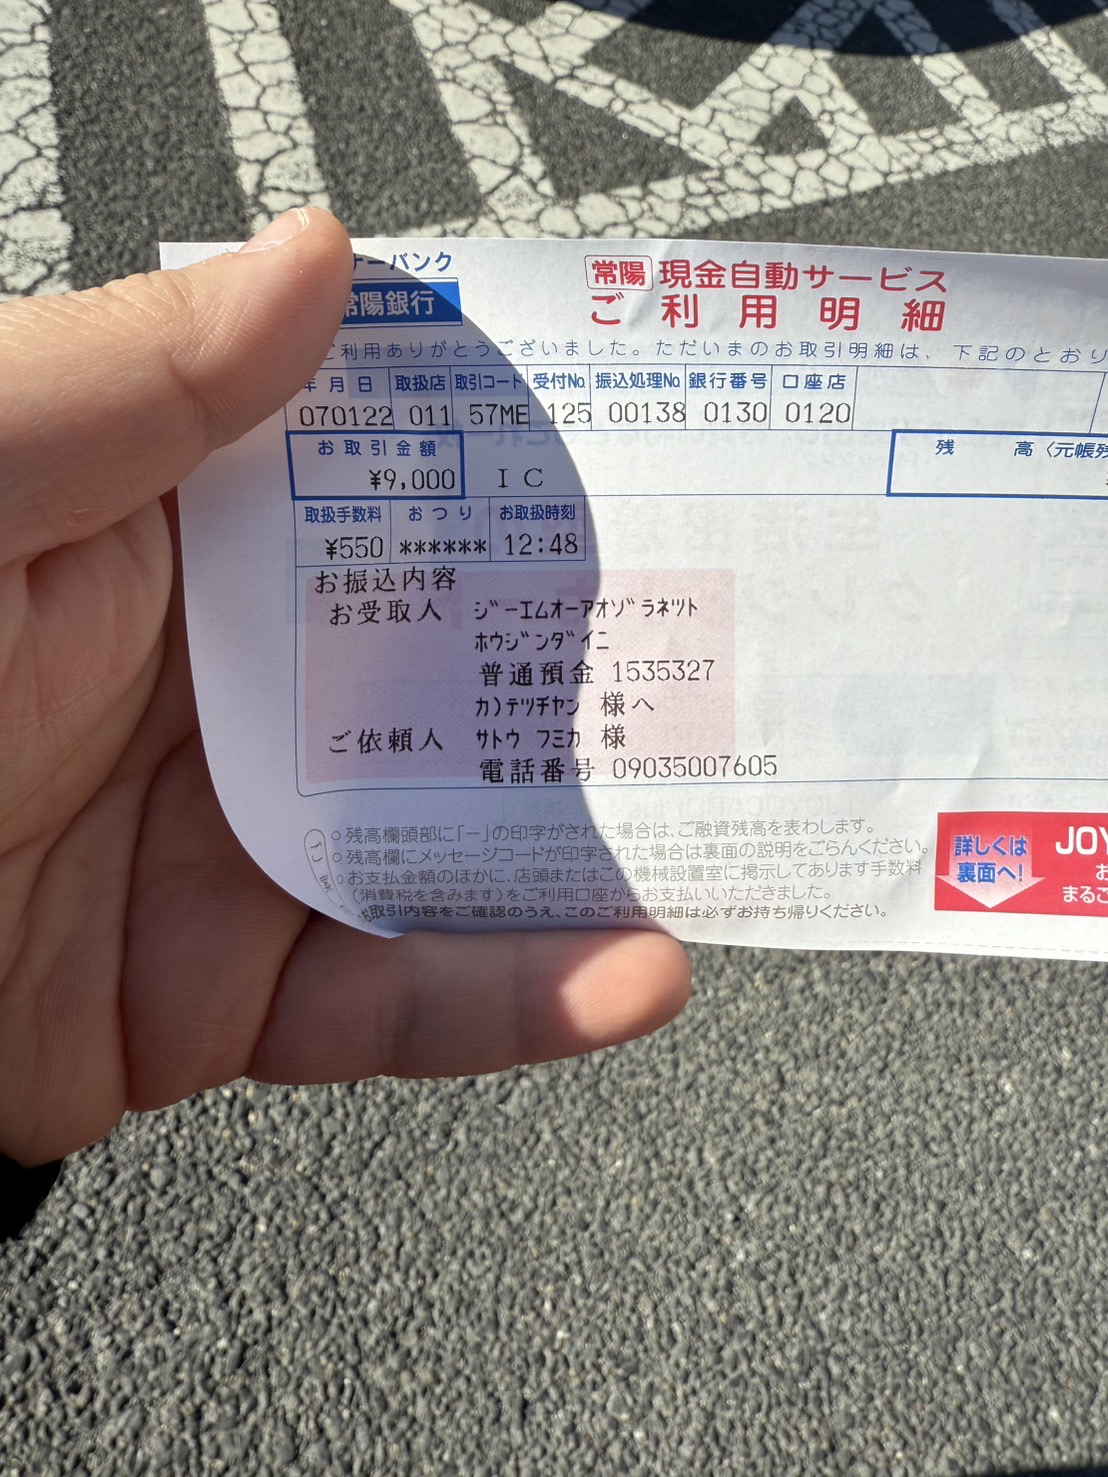 ナーバンク
常陽銀行
常陽 現金自動サービス
ご利用明細
ご利用ありがとうございました。ただいまのお取引明細は、下記のとおり
年月日 取扱店 取引コード 受付No. 振込処理No. 銀行番号 口座店
070122 011 57ME 125 00138 0130 0120
お取引金額 残 高〈元帳残
¥9,000 IC
取扱手数料 おつり お取扱時刻
¥550 ****** 12:48
お振込内容
お受取人 ジーエムオーアオゾラネツト
ホウジンダイニ
普通預金 1535327
カ)テツチヤン 様へ
ご依頼人 サトウ フミカ 様
電話番号 09035007605
○残高欄頭部に「－」の印字がされた場合は、ご融資残高を表わします。
○残高欄にメッセージコードが印字された場合は裏面の説明をごらんください。
○お支払金額のほかに、店頭またはこの機械設置室に掲示してあります手数料
(消費税を含みます)をご利用口座からお支払いいただきました。
お取引内容をご確認のうえ、このご利用明細は必ずお持ち帰りください。
詳しくは
裏面へ!
JOY
お
まるご